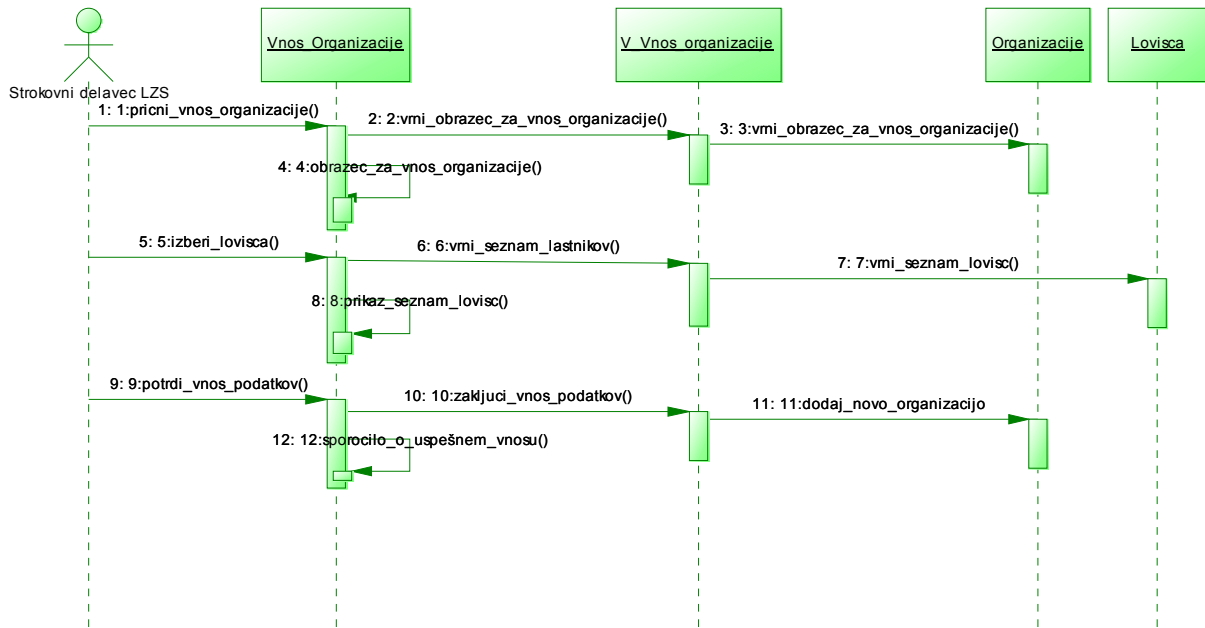 Vnos_Organizacije
V_Vnos_organizacije
Organizacije
Lovisca
Strokovni delavec LZS
1: 1:pricni_vnos_organizacije()
2: 2:vrni_obrazec_za_vnos_organizacije()
3: 3:vrni_obrazec_za_vnos_organizacije()
4: 4:obrazec_za_vnos_organizacije()
5: 5:izberi_lovisca()
6: 6:vrni_seznam_lastnikov()
7: 7:vrni_seznam_lovisc()
8: 8:prikaz_seznam_lovisc()
9: 9:potrdi_vnos_podatkov()
10: 10:zakljuci_vnos_podatkov()
11: 11:dodaj_novo_organizacijo
12: 12:sporocilo_o_uspešnem_vnosu()